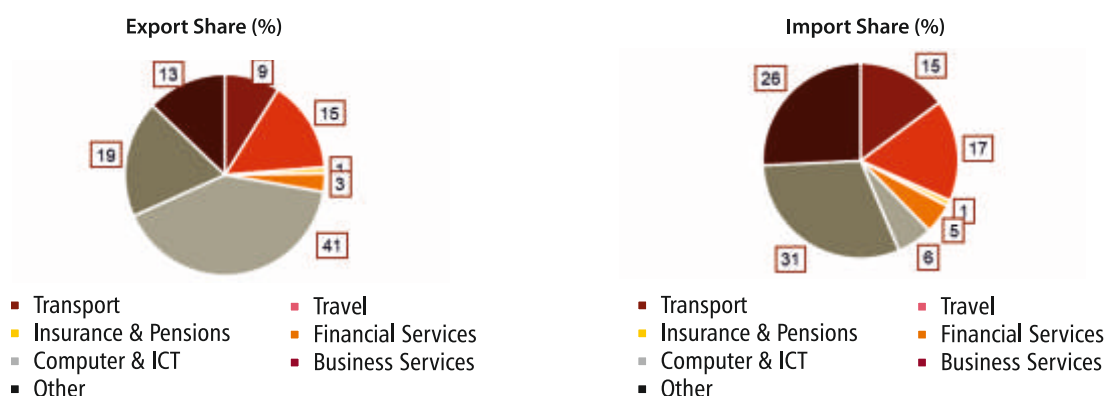 Export Share (%)
13
9
15
1
3
19
41
Transport
Travel
Insurance & Pensions
Financial Services
Computer & ICT
Business Services
Other
Import Share (%)
26
15
17
1
5
6
31
Transport
Travel
Insurance & Pensions
Financial Services
Computer & ICT
Business Services
Other